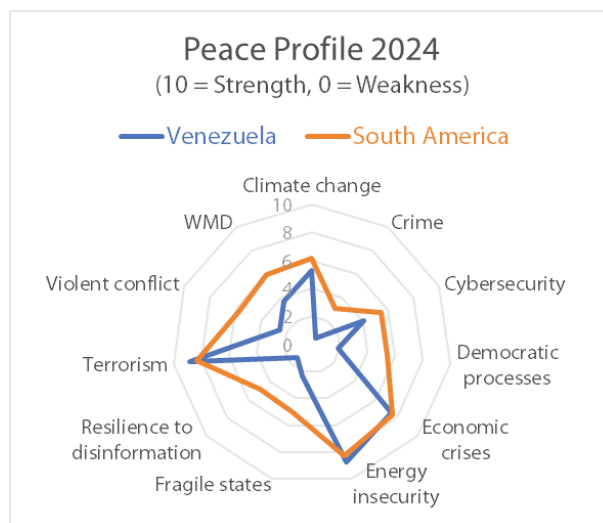 Peace Profile 2024
(10 = Strength, 0 = Weakness)
Venezuela
South America
Climate change
WMD
Crime
Violent conflict
Cybersecurity
Terrorism
Democratic
processes
Resilience to
disinformation
Economic
crises
Fragile states
Energy
insecurity
10
8
6
4
2
0